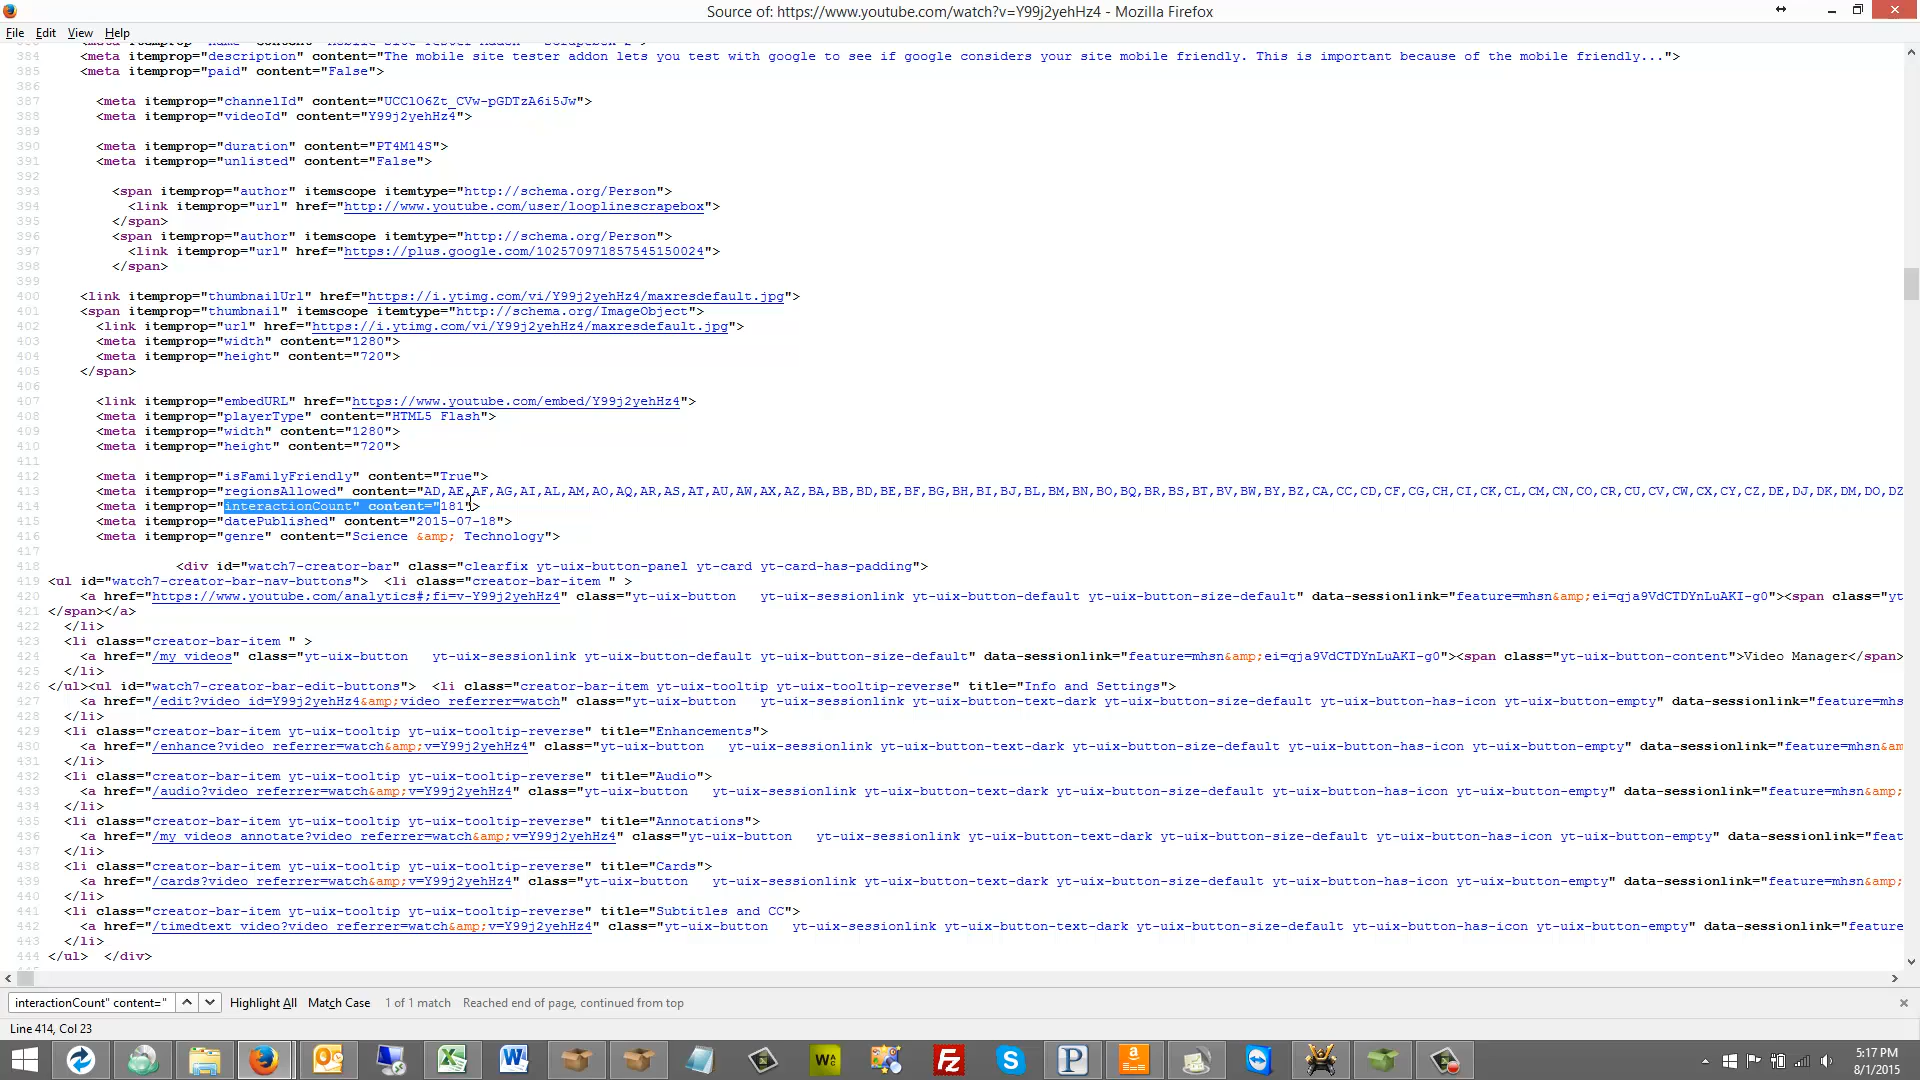 Source of: https://www.youtube.com/watch?v=Y99j2yehHz4 - Mozilla Firefox
File Edit View Help
384 <meta itemprop="description" content="The mobile site tester addon lets you test with google to see if google considers your site mobile friendly. This is important because of the mobile friendly...">
385 <meta itemprop="paid" content="False">
386
387 <meta itemprop="channelId" content="UCClO6Zt_CVw-pGDTzA6i5Jw">
388 <meta itemprop="videoId" content="Y99j2yehHz4">
389
390 <meta itemprop="duration" content="PT4M14S">
391 <meta itemprop="unlisted" content="False">
392
393 <span itemprop="author" itemscope itemtype="http://schema.org/Person">
394 <link itemprop="url" href="http://www.youtube.com/user/looplinescrapebox">
395 </span>
396 <span itemprop="author" itemscope itemtype="http://schema.org/Person">
397 <link itemprop="url" href="https://plus.google.com/102570971857545150024">
398 </span>
399
400 <link itemprop="thumbnailUrl" href="https://i.ytimg.com/vi/Y99j2yehHz4/maxresdefault.jpg">
401 <span itemprop="thumbnail" itemscope itemtype="http://schema.org/ImageObject">
402 <link itemprop="url" href="https://i.ytimg.com/vi/Y99j2yehHz4/maxresdefault.jpg">
403 <meta itemprop="width" content="1280">
404 <meta itemprop="height" content="720">
405 </span>
406
407 <link itemprop="embedURL" href="https://www.youtube.com/embed/Y99j2yehHz4">
408 <meta itemprop="playerType" content="HTML5 Flash">
409 <meta itemprop="width" content="1280">
410 <meta itemprop="height" content="720">
411
412 <meta itemprop="isFamilyFriendly" content="True">
413 <meta itemprop="regionsAllowed" content="AD,AE,AF,AG,AI,AL,AM,AO,AQ,AR,AS,AT,AU,AW,AX,AZ,BA,BB,BD,BE,BF,BG,BH,BI,BJ,BL,BM,BN,BO,BQ,BR,BS,BT,BV,BW,BY,BZ,CA,CC,CD,CF,CG,CH,CI,CK,CL,CM,CN,CO,CR,CU,CV,CW,CX,CY,CZ,DE,DJ,DK,DM,DO,DZ
414 <meta itemprop="interactionCount" content="181">
415 <meta itemprop="datePublished" content="2015-07-18">
416 <meta itemprop="genre" content="Science &amp; Technology">
417
418 <div id="watch7-creator-bar" class="clearfix yt-uix-button-panel yt-card yt-card-has-padding">
419 <ul id="watch7-creator-bar-nav-buttons"> <li class="creator-bar-item " >
420 <a href="https://www.youtube.com/analytics#;fi=v-Y99j2yehHz4" class="yt-uix-button yt-uix-sessionlink yt-uix-button-default yt-uix-button-size-default" data-sessionlink="feature=mhsn&amp;ei=qja9VdCTDYnLuAKI-g0"><span class="yt
421 </span></a>
422 </li>
423 <li class="creator-bar-item " >
424 <a href="/my_videos" class="yt-uix-button yt-uix-sessionlink yt-uix-button-default yt-uix-button-size-default" data-sessionlink="feature=mhsn&amp;ei=qja9VdCTDYnLuAKI-g0"><span class="yt-uix-button-content">Video Manager</span>
425 </li>
426 </ul><ul id="watch7-creator-bar-edit-buttons"> <li class="creator-bar-item yt-uix-tooltip yt-uix-tooltip-reverse" title="Info and Settings">
427 <a href="/edit?video_id=Y99j2yehHz4&amp;video_referrer=watch" class="yt-uix-button yt-uix-sessionlink yt-uix-button-text-dark yt-uix-button-size-default yt-uix-button-has-icon yt-uix-button-empty" data-sessionlink="feature=mhs
428 </li>
429 <li class="creator-bar-item yt-uix-tooltip yt-uix-tooltip-reverse" title="Enhancements">
430 <a href="/enhance?video_referrer=watch&amp;v=Y99j2yehHz4" class="yt-uix-button yt-uix-sessionlink yt-uix-button-text-dark yt-uix-button-size-default yt-uix-button-has-icon yt-uix-button-empty" data-sessionlink="feature=mhsn&am
431 </li>
432 <li class="creator-bar-item yt-uix-tooltip yt-uix-tooltip-reverse" title="Audio">
433 <a href="/audio?video_referrer=watch&amp;v=Y99j2yehHz4" class="yt-uix-button yt-uix-sessionlink yt-uix-button-text-dark yt-uix-button-size-default yt-uix-button-has-icon yt-uix-button-empty" data-sessionlink="feature=mhsn&amp;
434 </li>
435 <li class="creator-bar-item yt-uix-tooltip yt-uix-tooltip-reverse" title="Annotations">
436 <a href="/my_videos_annotate?video_referrer=watch&amp;v=Y99j2yehHz4" class="yt-uix-button yt-uix-sessionlink yt-uix-button-text-dark yt-uix-button-size-default yt-uix-button-has-icon yt-uix-button-empty" data-sessionlink="feat
437 </li>
438 <li class="creator-bar-item yt-uix-tooltip yt-uix-tooltip-reverse" title="Cards">
439 <a href="/cards?video_referrer=watch&amp;v=Y99j2yehHz4" class="yt-uix-button yt-uix-sessionlink yt-uix-button-text-dark yt-uix-button-size-default yt-uix-button-has-icon yt-uix-button-empty" data-sessionlink="feature=mhsn&amp;
440 </li>
441 <li class="creator-bar-item yt-uix-tooltip yt-uix-tooltip-reverse" title="Subtitles and CC">
442 <a href="/timedtext_video?video_referrer=watch&amp;v=Y99j2yehHz4" class="yt-uix-button yt-uix-sessionlink yt-uix-button-text-dark yt-uix-button-size-default yt-uix-button-has-icon yt-uix-button-empty" data-sessionlink="feature
443 </li>
444 </ul> </div>
interactionCount" content=" Highlight All Match Case 1 of 1 match Reached end of page, continued from top
Line 414, Col 23
5:17 PM
8/1/2015